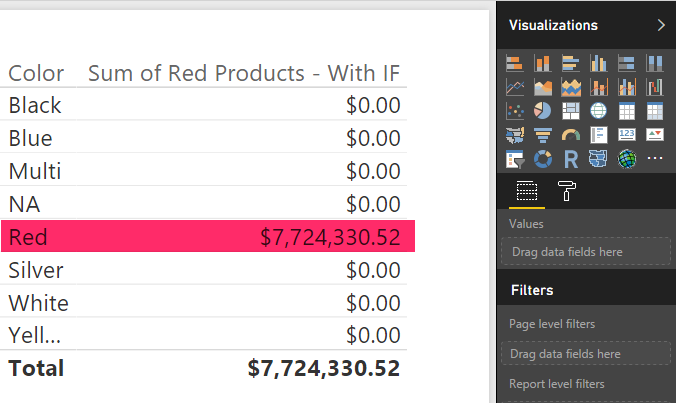 Color Sum of Red Products - With IF
Black $0.00
Blue $0.00
Multi $0.00
NA $0.00
Red $7,724,330.52
Silver $0.00
White $0.00
Yell... $0.00
Total $7,724,330.52
Visualizations
123
R
Values
Drag data fields here
Filters
Page level filters
Drag data fields here
Report level filters